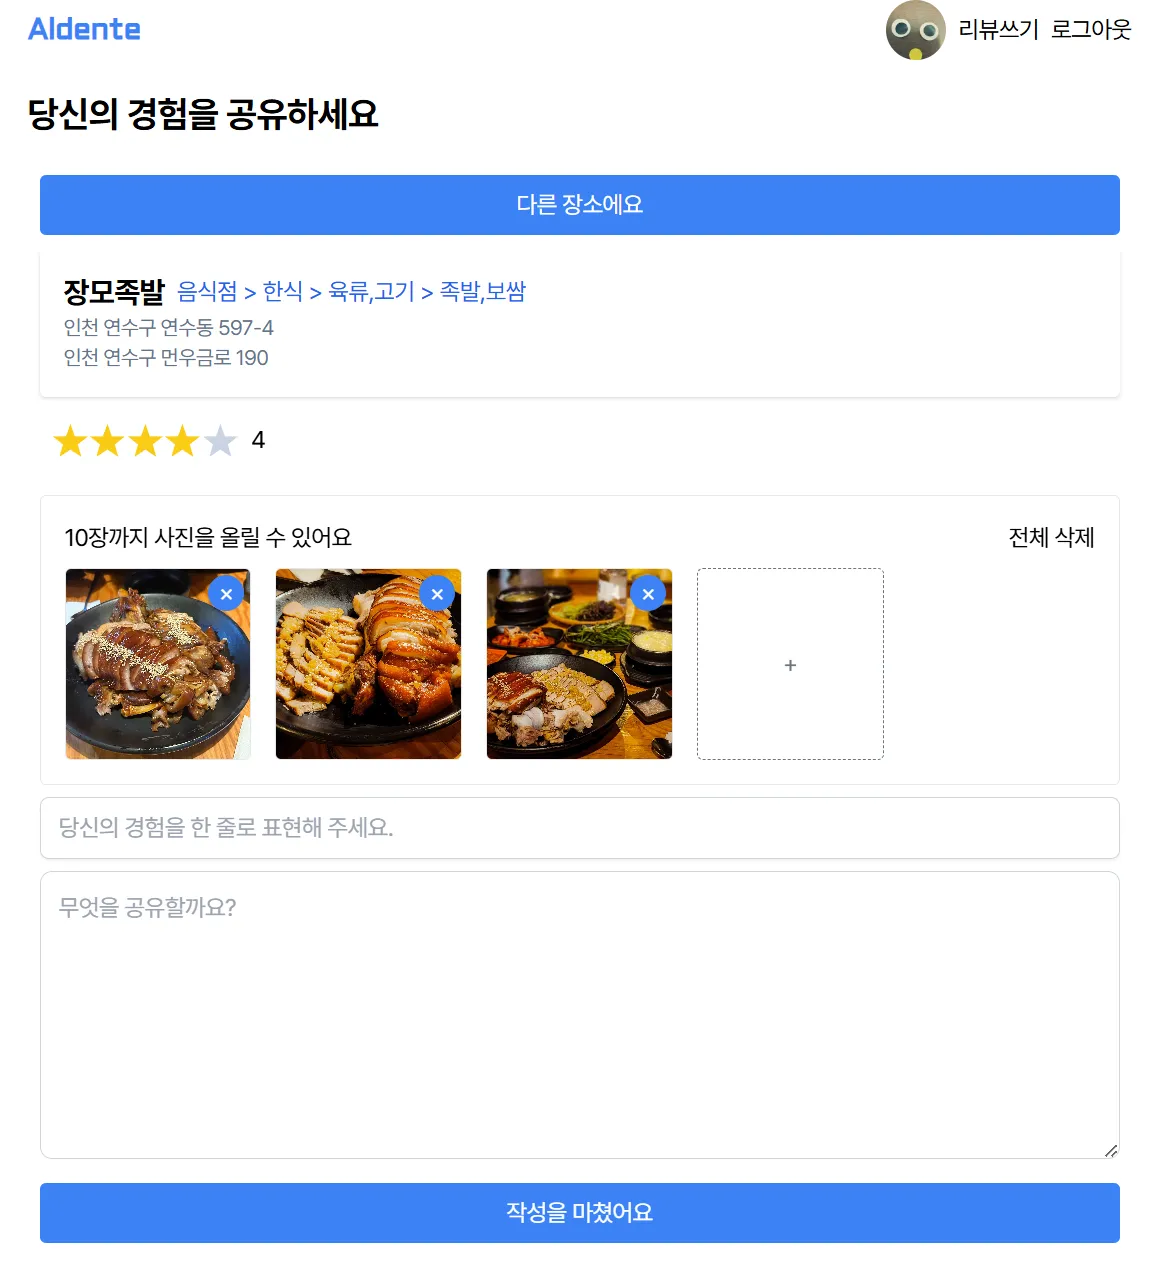 Aldente
리뷰쓰기 로그아웃
당신의 경험을 공유하세요
다른 장소에요
장모족발 음식점 > 한식 > 육류,고기 > 족발,보쌈
인천 연수구 연수동 597-4
인천 연수구 먼우금로 190
4
10장까지 사진을 올릴 수 있어요 전체 삭제
+
당신의 경험을 한 줄로 표현해 주세요.
무엇을 공유할까요?
작성을 마쳤어요